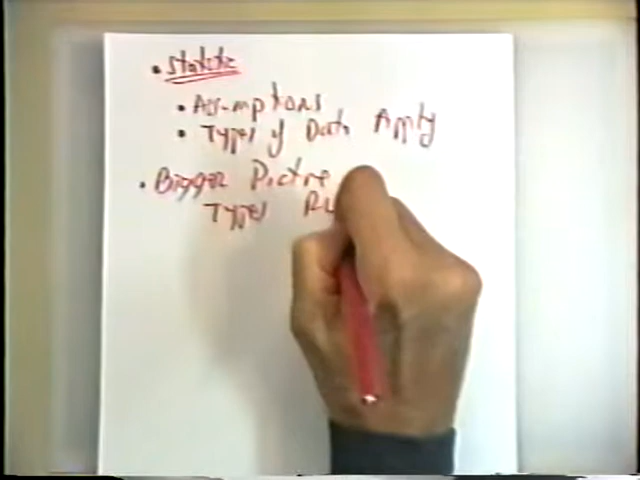 • Statistic
• Assumptions
• Types of Data Apply
• Bigger Picture
Types